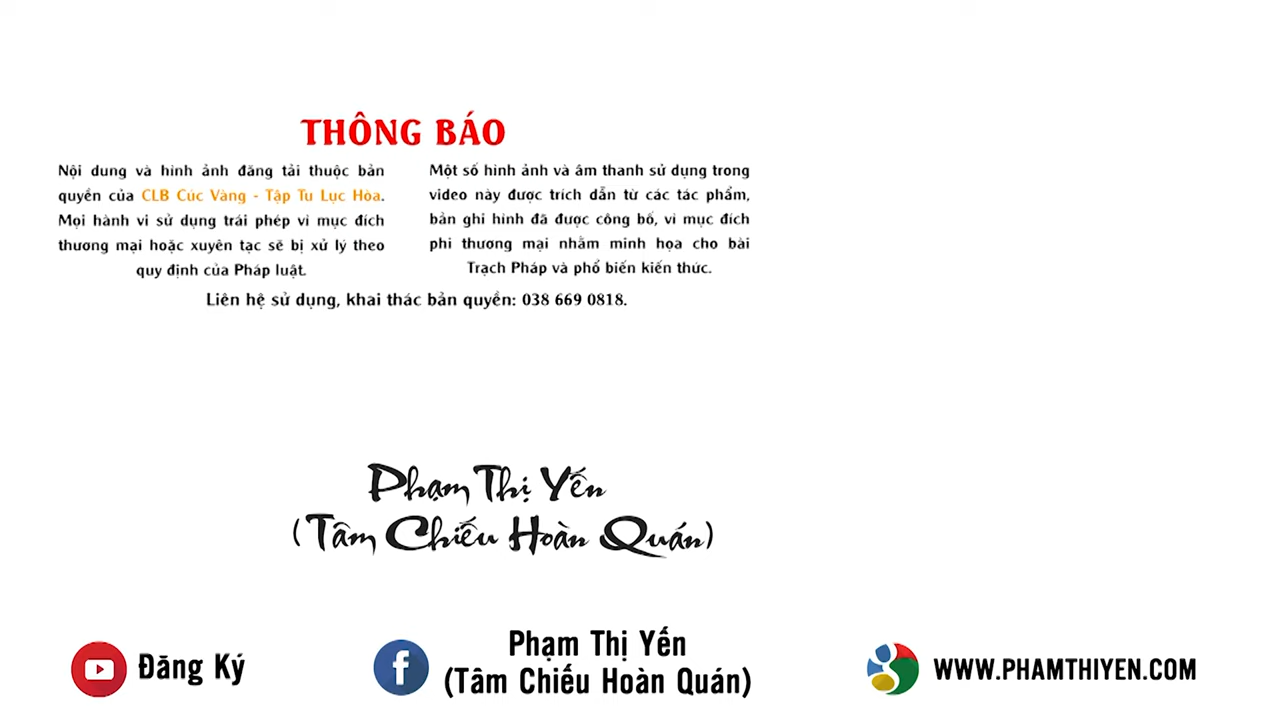 THÔNG BÁO
Nội dung và hình ảnh đăng tải thuộc bản
quyền của CLB Cúc Vàng - Tập Tu Lục Hòa.
Mọi hành vi sử dụng trái phép vì mục đích
thương mại hoặc xuyên tạc sẽ bị xử lý theo
quy định của Pháp luật.
Một số hình ảnh và âm thanh sử dụng trong
video này được trích dẫn từ các tác phẩm,
bản ghi hình đã được công bố, vì mục đích
phi thương mại nhằm minh họa cho bài
Trạch Pháp và phổ biến kiến thức.
Liên hệ sử dụng, khai thác bản quyền: 038 669 0818.
Phạm Thị Yến
(Tâm Chiếu Hoàn Quán)
Đăng Ký
Phạm Thị Yến
(Tâm Chiếu Hoàn Quán)
WWW.PHAMTHIYEN.COM